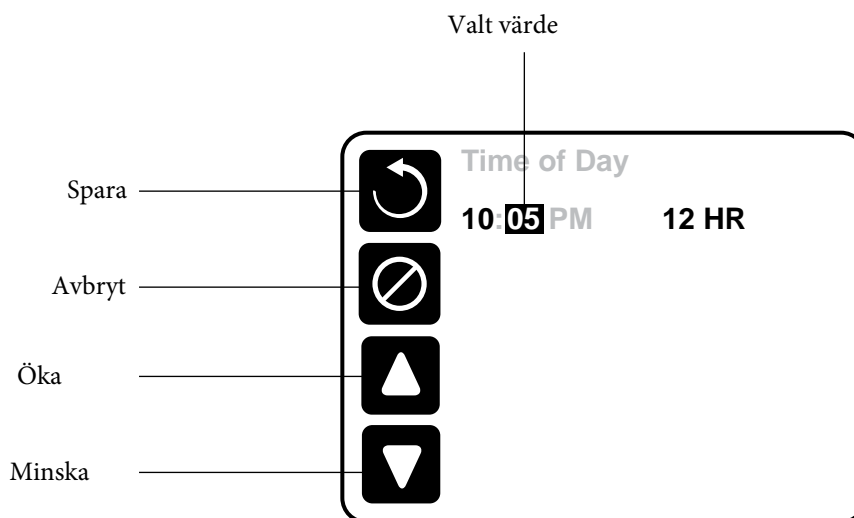 Valt värde
Time of Day
Spara
10:05 PM 12 HR
Avbryt
Öka
Minska